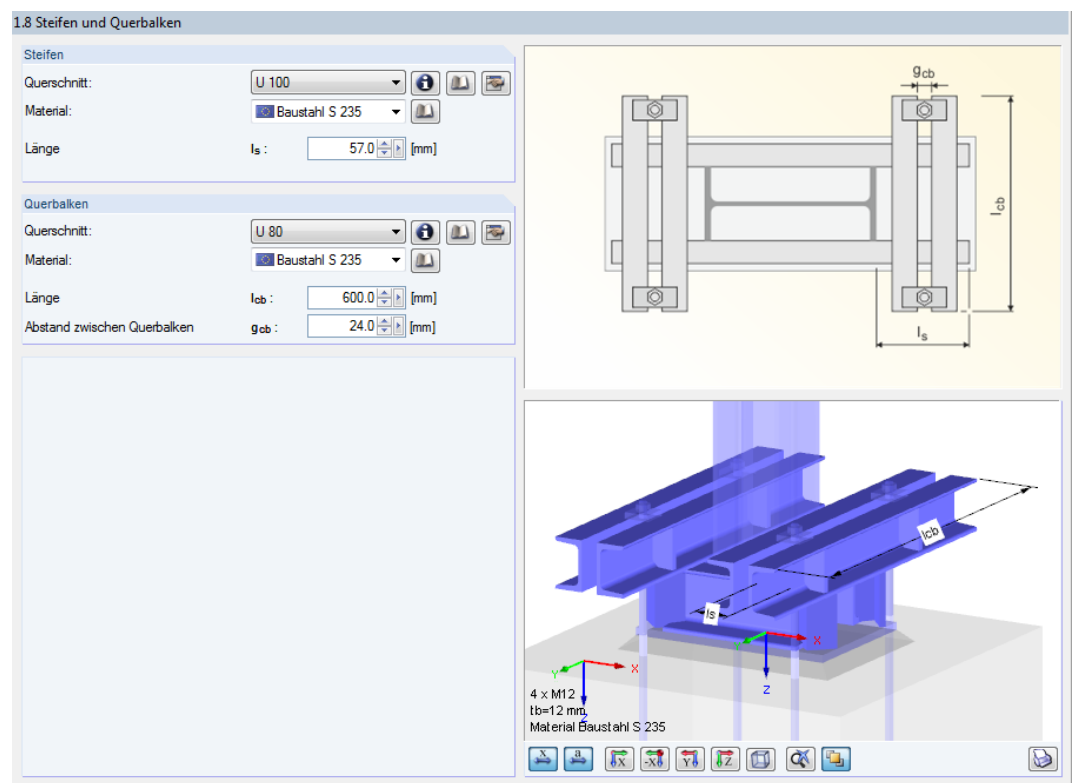 1.8 Steifen und Querbalken
Steifen
Querschnitt: U 100
Material: Baustahl S 235
Länge ls : 57.0 [mm]
Querbalken
Querschnitt: U 80
Material: Baustahl S 235
Länge lcb : 600.0 [mm]
Abstand zwischen Querbalken gcb : 24.0 [mm]
gcb
lcb
ls
lcb
ls
X
Y
Z
X
Y
Z
4 x M12
tb=12 mm
Material Baustahl S 235
x a X -X Y Z